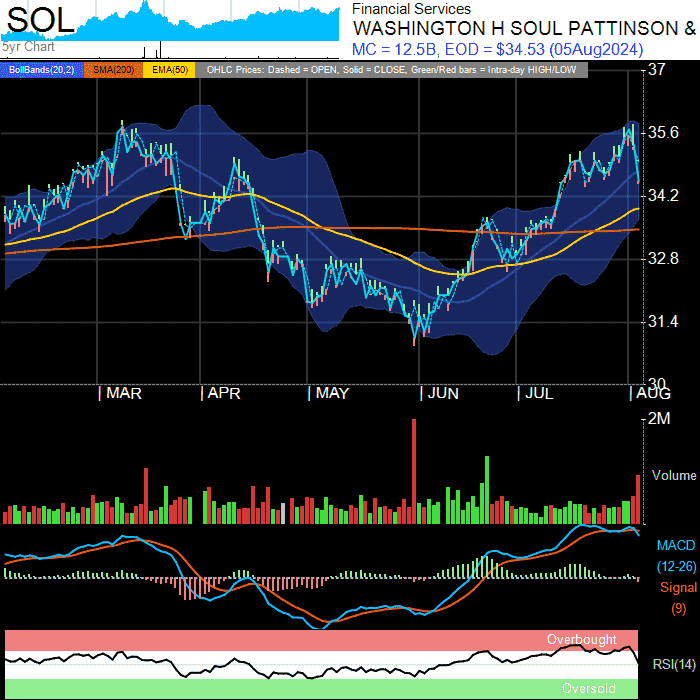 SOL
5yr Chart
Financial Services
WASHINGTON H SOUL PATTINSON &
MC = 12.5B, EOD = $34.53 (05Aug2024)
BollBands(20,2) SMA(200) EMA(50) OHLC Prices: Dashed = OPEN, Solid = CLOSE, Green/Red bars = Intra-day HIGH/LOW
37
35.6
34.2
32.8
31.4
30
MAR APR MAY JUN JUL AUG
2M
Volume
MACD
(12-26)
Signal
(9)
Overbought
RSI(14)
Oversold